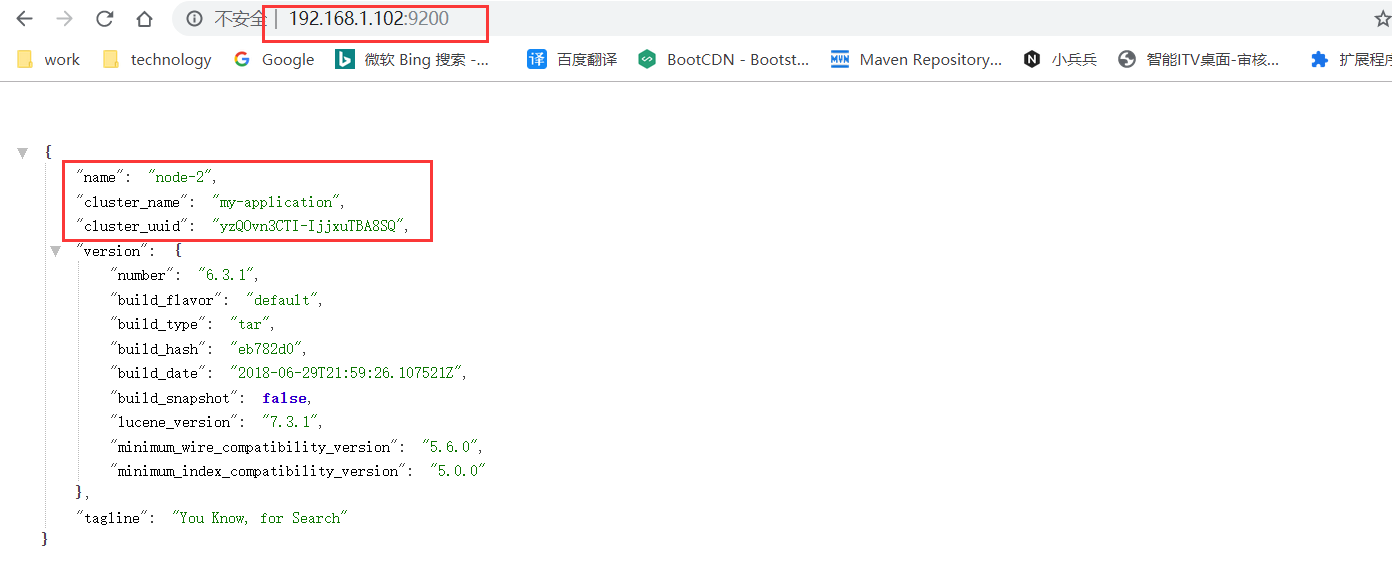 不安全 | 192.168.1.102:9200
work technology Google 微软 Bing 搜索 -... 百度翻译 BootCDN - Bootst... Maven Repository... 小兵兵 智能ITV桌面-审核... 扩展程序
{
"name": "node-2",
"cluster_name": "my-application",
"cluster_uuid": "yzQOvn3CTI-IjjxuTBA8SQ",
"version": {
"number": "6.3.1",
"build_flavor": "default",
"build_type": "tar",
"build_hash": "eb782d0",
"build_date": "2018-06-29T21:59:26.107521Z",
"build_snapshot": false,
"lucene_version": "7.3.1",
"minimum_wire_compatibility_version": "5.6.0",
"minimum_index_compatibility_version": "5.0.0"
},
"tagline": "You Know, for Search"
}